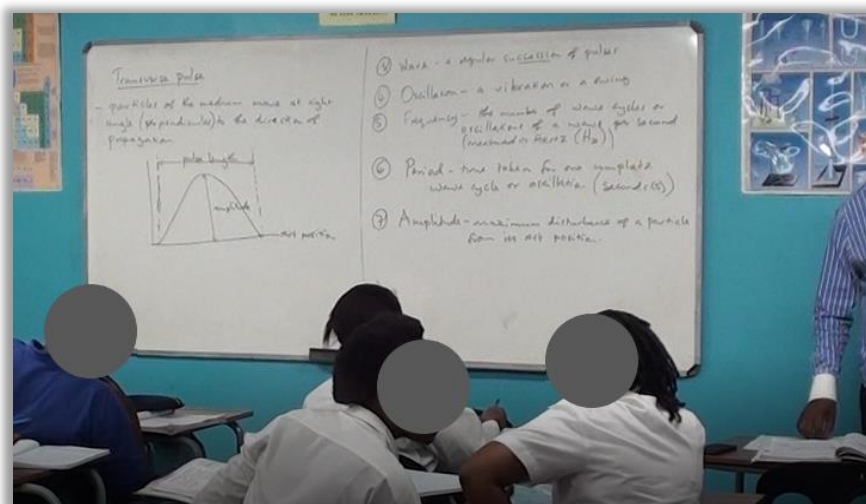 Transverse pulse
- particles of the medium move at right
angle (perpendicular) to the direction of
propagation
pulse length
amplitude
rest position
Wave - a regular succession of pulses
Oscillation - a vibration or a swing
⑤ Frequency - the number of wave cycles or
oscillations of a wave per second
(measured in Hertz (Hz))
⑥ Period - time taken for one complete
wave cycle or oscillation (seconds(s))
⑦ Amplitude - maximum disturbance of a particle
from its rest position.